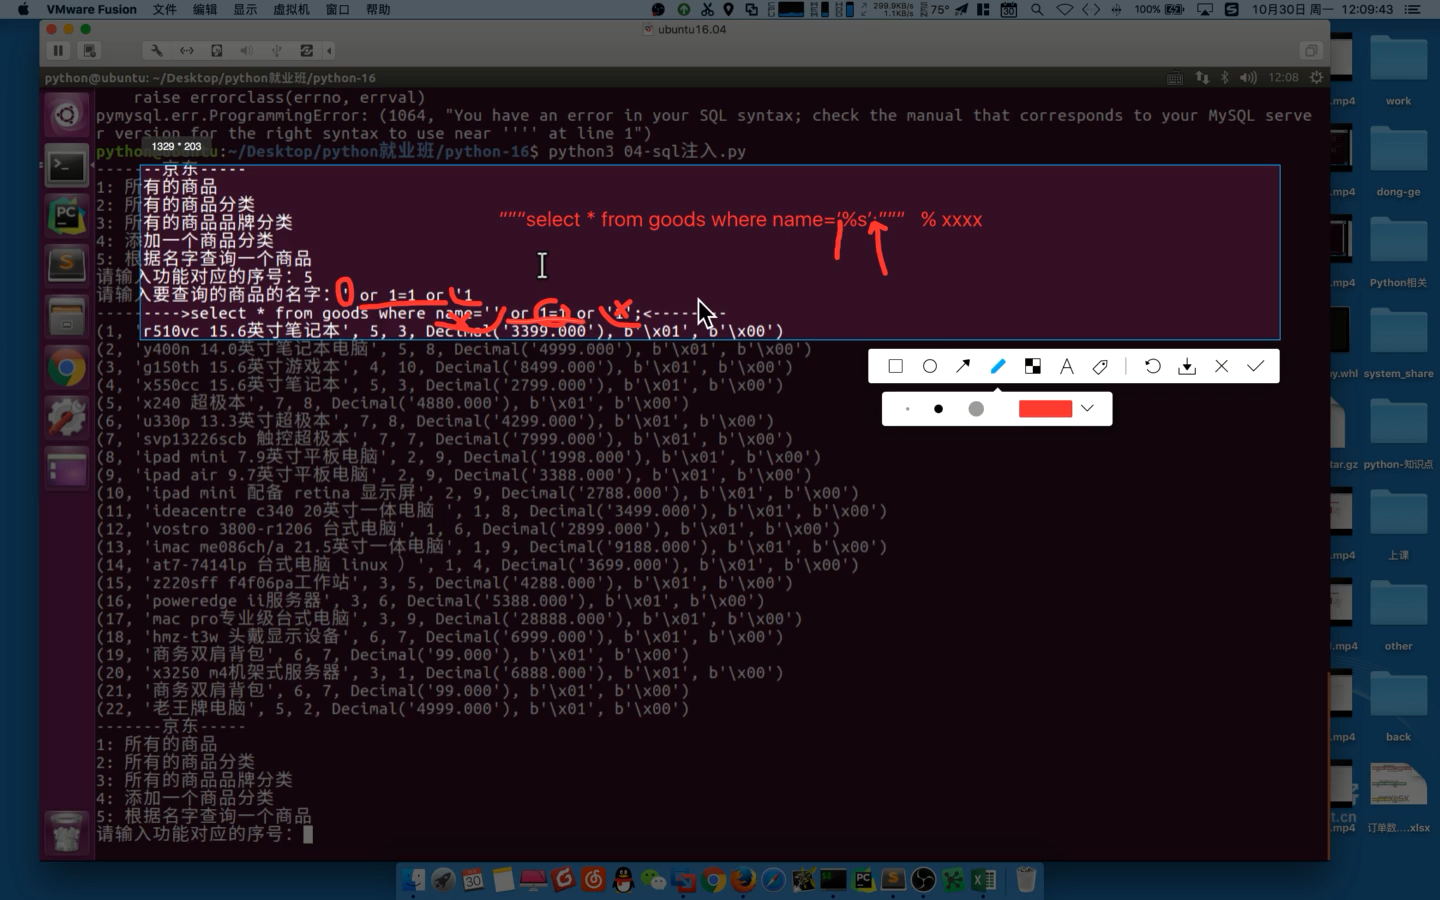 VMware Fusion 文件 编辑 显示 虚拟机 窗口 帮助
299.9KB/s
1.1KB/s
75°
100%
10月30日 周一 12:09:43
ubuntu16.04
python@ubuntu: ~/Desktop/python就业班/python-16
12:08
raise errorclass(errno, errval)
pymysql.err.ProgrammingError: (1064, "You have an error in your SQL syntax; check the manual that corresponds to your MySQL serve
r version for the right syntax to use near '''' at line 1")
1329 * 203
python@ubuntu:~/Desktop/python就业班/python-16$ python3 04-sql注入.py
-------京东-----
1: 所有的商品
2: 所有的商品分类
3: 所有的商品品牌分类
4: 添加一个商品分类
5: 根据名字查询一个商品
"""select * from goods where name='%s';""" % xxxx
请输入功能对应的序号: 5
请输入要查询的商品的名字: ' or 1=1 or '1
--------->select * from goods where name='' or 1=1 or '1';<--------
(1, 'r510vc 15.6英寸笔记本', 5, 3, Decimal('3399.000'), b'\x01', b'\x00')
(2, 'y400n 14.0英寸笔记本电脑', 5, 8, Decimal('4999.000'), b'\x01', b'\x00')
(3, 'g150th 15.6英寸游戏本', 4, 10, Decimal('8499.000'), b'\x01', b'\x00')
(4, 'x550cc 15.6英寸笔记本', 5, 3, Decimal('2799.000'), b'\x01', b'\x00')
(5, 'x240 超极本', 7, 8, Decimal('4880.000'), b'\x01', b'\x00')
(6, 'u330p 13.3英寸超极本', 7, 8, Decimal('4299.000'), b'\x01', b'\x00')
(7, 'svp13226scb 触控超极本', 7, 7, Decimal('7999.000'), b'\x01', b'\x00')
(8, 'ipad mini 7.9英寸平板电脑', 2, 9, Decimal('1998.000'), b'\x01', b'\x00')
(9, 'ipad air 9.7英寸平板电脑', 2, 9, Decimal('3388.000'), b'\x01', b'\x00')
(10, 'ipad mini 配备 retina 显示屏', 2, 9, Decimal('2788.000'), b'\x01', b'\x00')
(11, 'ideacentre c340 20英寸一体电脑 ', 1, 8, Decimal('3499.000'), b'\x01', b'\x00')
(12, 'vostro 3800-r1206 台式电脑', 1, 6, Decimal('2899.000'), b'\x01', b'\x00')
(13, 'imac me086ch/a 21.5英寸一体电脑', 1, 9, Decimal('9188.000'), b'\x01', b'\x00')
(14, 'at7-7414lp 台式电脑 linux ）', 1, 4, Decimal('3699.000'), b'\x01', b'\x00')
(15, 'z220sff f4f06pa工作站', 3, 5, Decimal('4288.000'), b'\x01', b'\x00')
(16, 'poweredge ii服务器', 3, 6, Decimal('5388.000'), b'\x01', b'\x00')
(17, 'mac pro专业级台式电脑', 3, 9, Decimal('28888.000'), b'\x01', b'\x00')
(18, 'hmz-t3w 头戴显示设备', 6, 7, Decimal('6999.000'), b'\x01', b'\x00')
(19, '商务双肩背包', 6, 7, Decimal('99.000'), b'\x01', b'\x00')
(20, 'x3250 m4机架式服务器', 3, 1, Decimal('6888.000'), b'\x01', b'\x00')
(21, '商务双肩背包', 6, 7, Decimal('99.000'), b'\x01', b'\x00')
(22, '老王牌电脑', 5, 2, Decimal('4999.000'), b'\x01', b'\x00')
-------京东-----
1: 所有的商品
2: 所有的商品分类
3: 所有的商品品牌分类
4: 添加一个商品分类
5: 根据名字查询一个商品
请输入功能对应的序号:
.mp4 work
.mp4 dong-ge
.mp4 Python相关
.whl system_share
tar.gz python-知识点
.mp4 上课
.mp4 other
.mp4 back
t.cn
.mp4 订单数....xlsx